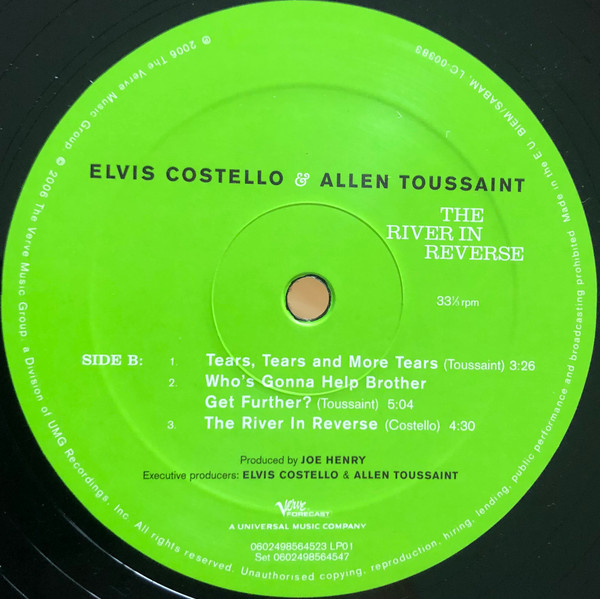 ELVIS COSTELLO & ALLEN TOUSSAINT
THE
RIVER IN
REVERSE
33⅓ rpm
SIDE B:
1. Tears, Tears and More Tears (Toussaint) 3:26
2. Who's Gonna Help Brother
Get Further? (Toussaint) 5:04
3. The River In Reverse (Costello) 4:30
Produced by JOE HENRY
Executive producers: ELVIS COSTELLO & ALLEN TOUSSAINT
Verve
FORECAST
A UNIVERSAL MUSIC COMPANY
0602498564523 LP01
Set 0602498564547
℗ 2006 The Verve Music Group © 2006 The Verve Music Group, a Division of UMG Recordings, Inc. All rights reserved. Unauthorised copying, reproduction, hiring, lending, public performance and broadcasting prohibited Made in the E.U. BIEM/SABAM, LC-00383